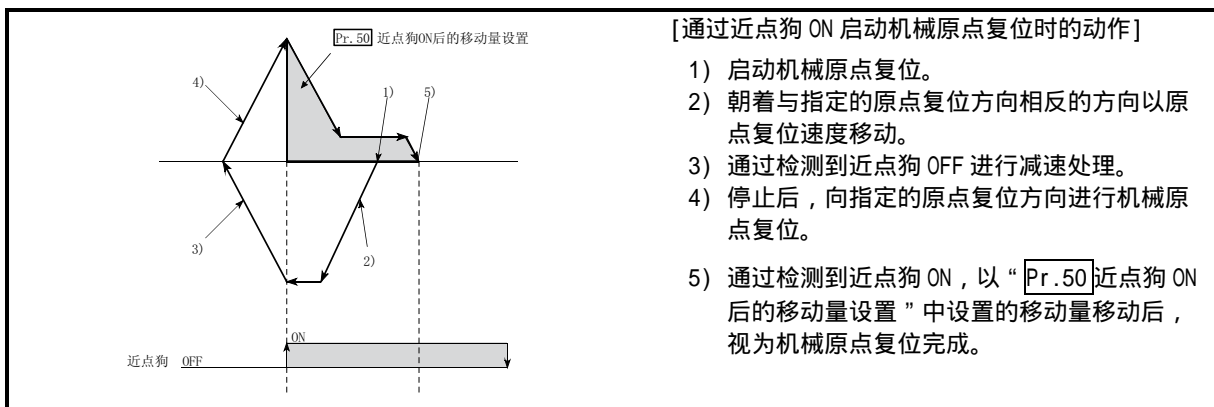 Pr.50 近点狗ON后的移动量设置
4)
1)
5)
3)
2)
ON
近点狗 OFF
[通过近点狗 ON 启动机械原点复位时的动作]
1) 启动机械原点复位。
2) 朝着与指定的原点复位方向相反的方向以原
点复位速度移动。
3) 通过检测到近点狗 OFF 进行减速处理。
4) 停止后，向指定的原点复位方向进行机械原
点复位。
5) 通过检测到近点狗 ON，以“Pr.50 近点狗 ON
后的移动量设置”中设置的移动量移动后，
视为机械原点复位完成。